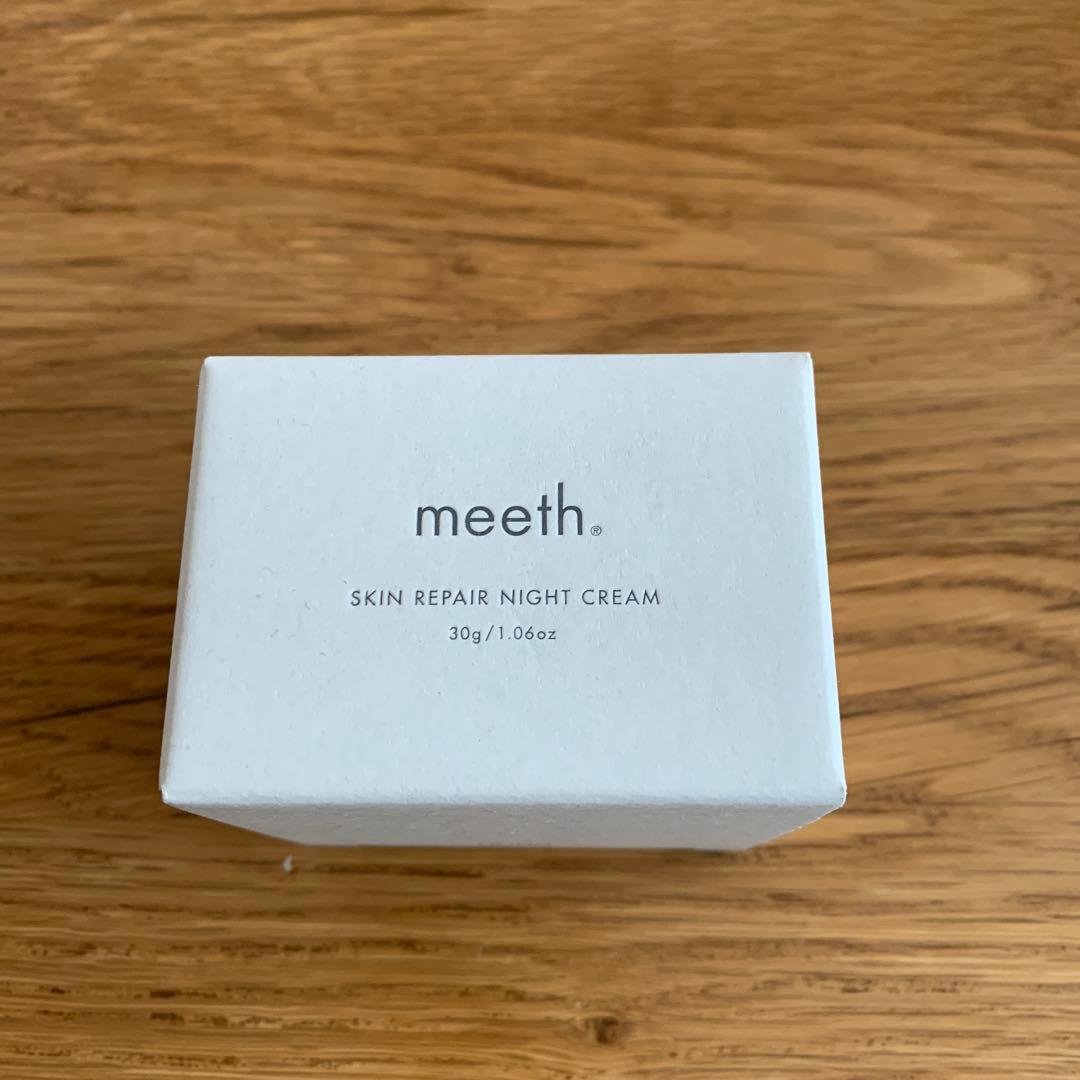 meeth®
SKIN REPAIR NIGHT CREAM
30g/1.06oz